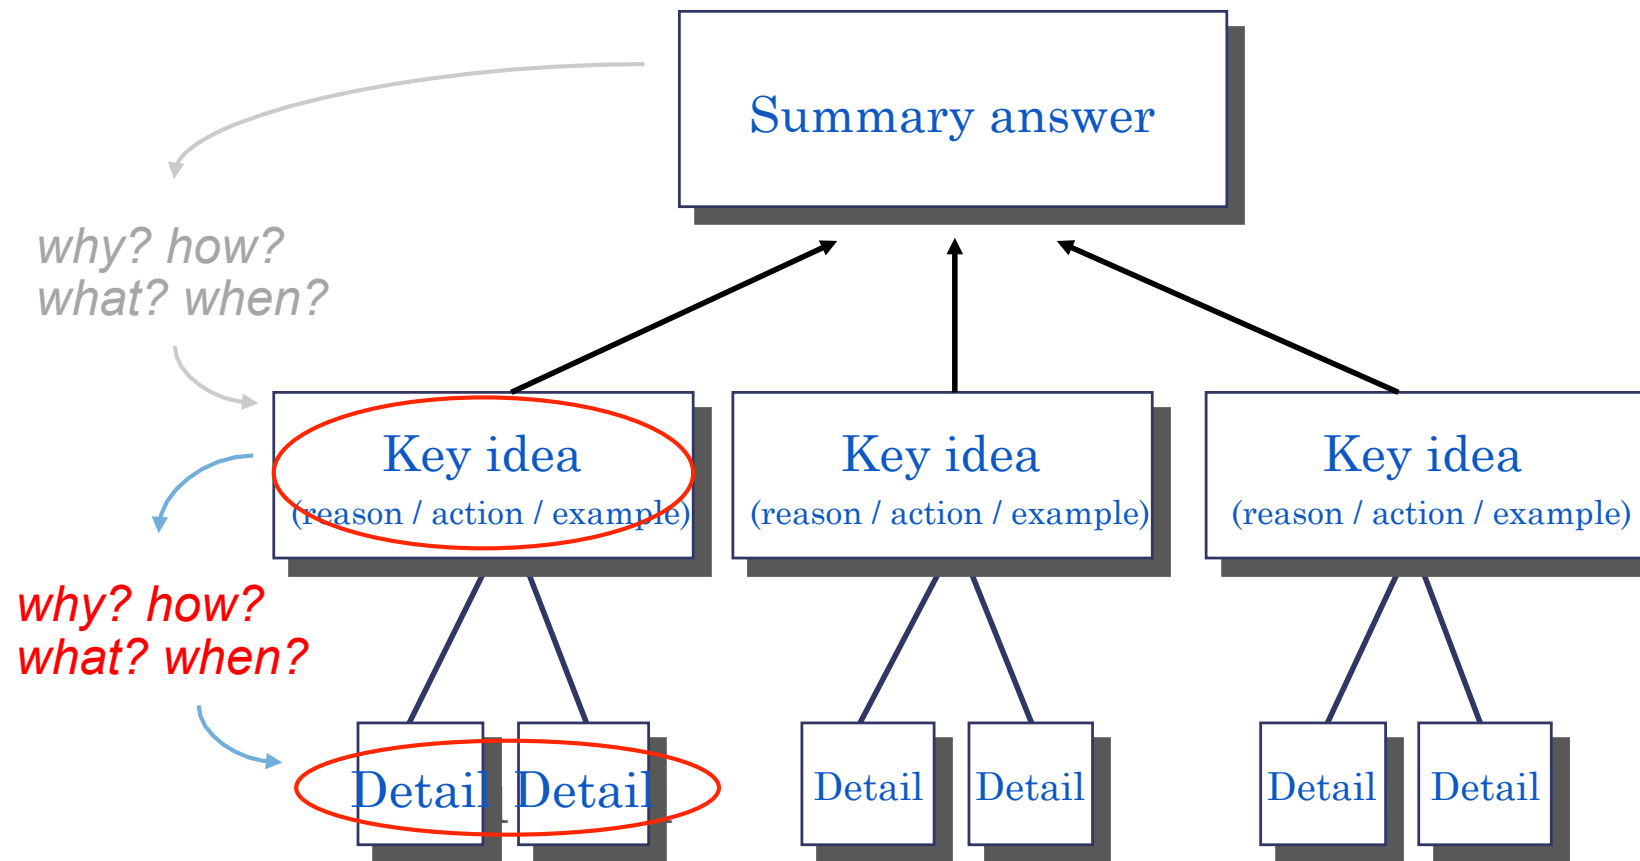 Summary answer
why? how?
what? when?
Key idea
(reason / action / example)
Key idea
(reason / action / example)
Key idea
(reason / action / example)
why? how?
what? when?
Detail
Detail
Detail
Detail
Detail
Detail